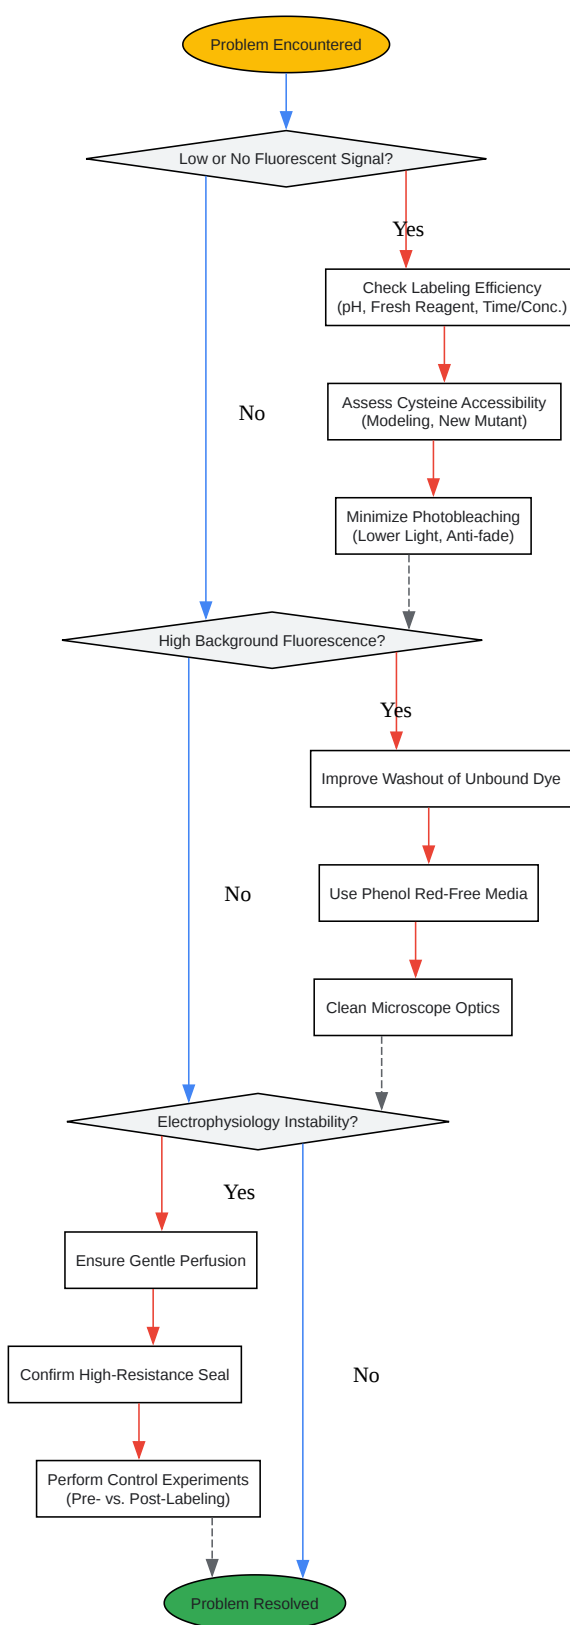 Problem Encountered
Low or No Fluorescent Signal?
Yes
Check Labeling Efficiency
(pH, Fresh Reagent, Time/Conc.)
No
Assess Cysteine Accessibility
(Modeling, New Mutant)
Minimize Photobleaching
(Lower Light, Anti-fade)
High Background Fluorescence?
Yes
Improve Washout of Unbound Dye
No
Use Phenol Red-Free Media
Clean Microscope Optics
Electrophysiology Instability?
Yes
Ensure Gentle Perfusion
No
Confirm High-Resistance Seal
Perform Control Experiments
(Pre- vs. Post-Labeling)
Problem Resolved